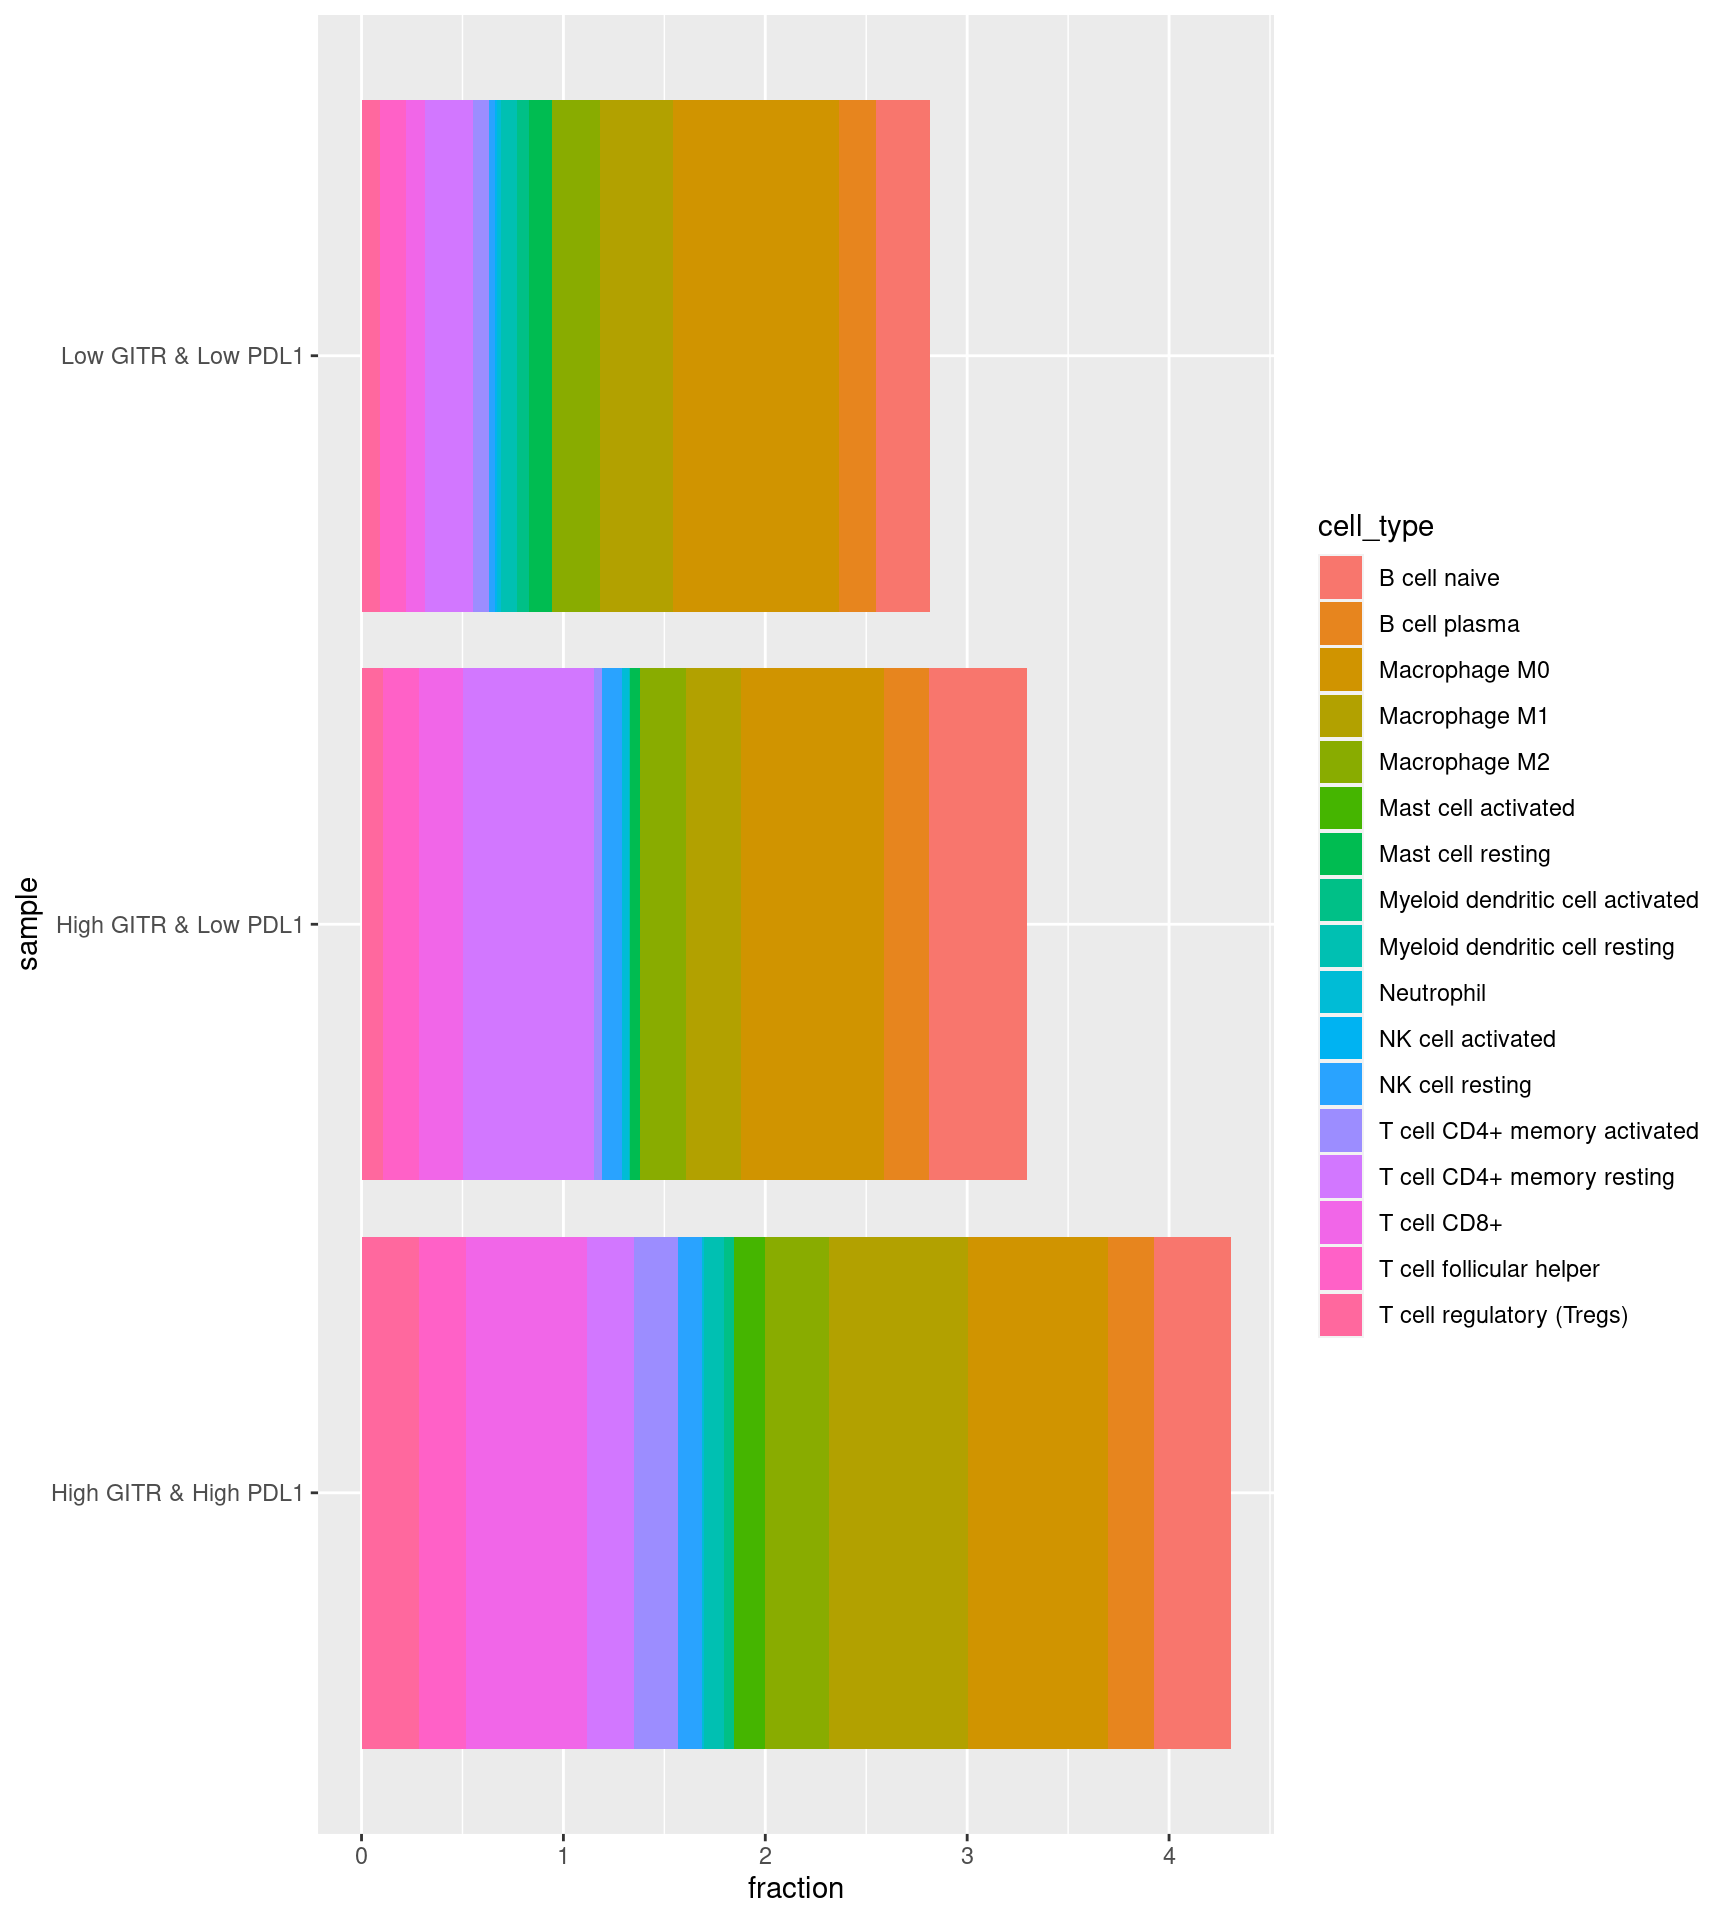 Low GITR & Low PDL1
High GITR & Low PDL1
High GITR & High PDL1
sample
0 1 2 3 4
fraction
cell_type
B cell naive
B cell plasma
Macrophage M0
Macrophage M1
Macrophage M2
Mast cell activated
Mast cell resting
Myeloid dendritic cell activated
Myeloid dendritic cell resting
Neutrophil
NK cell activated
NK cell resting
T cell CD4+ memory activated
T cell CD4+ memory resting
T cell CD8+
T cell follicular helper
T cell regulatory (Tregs)